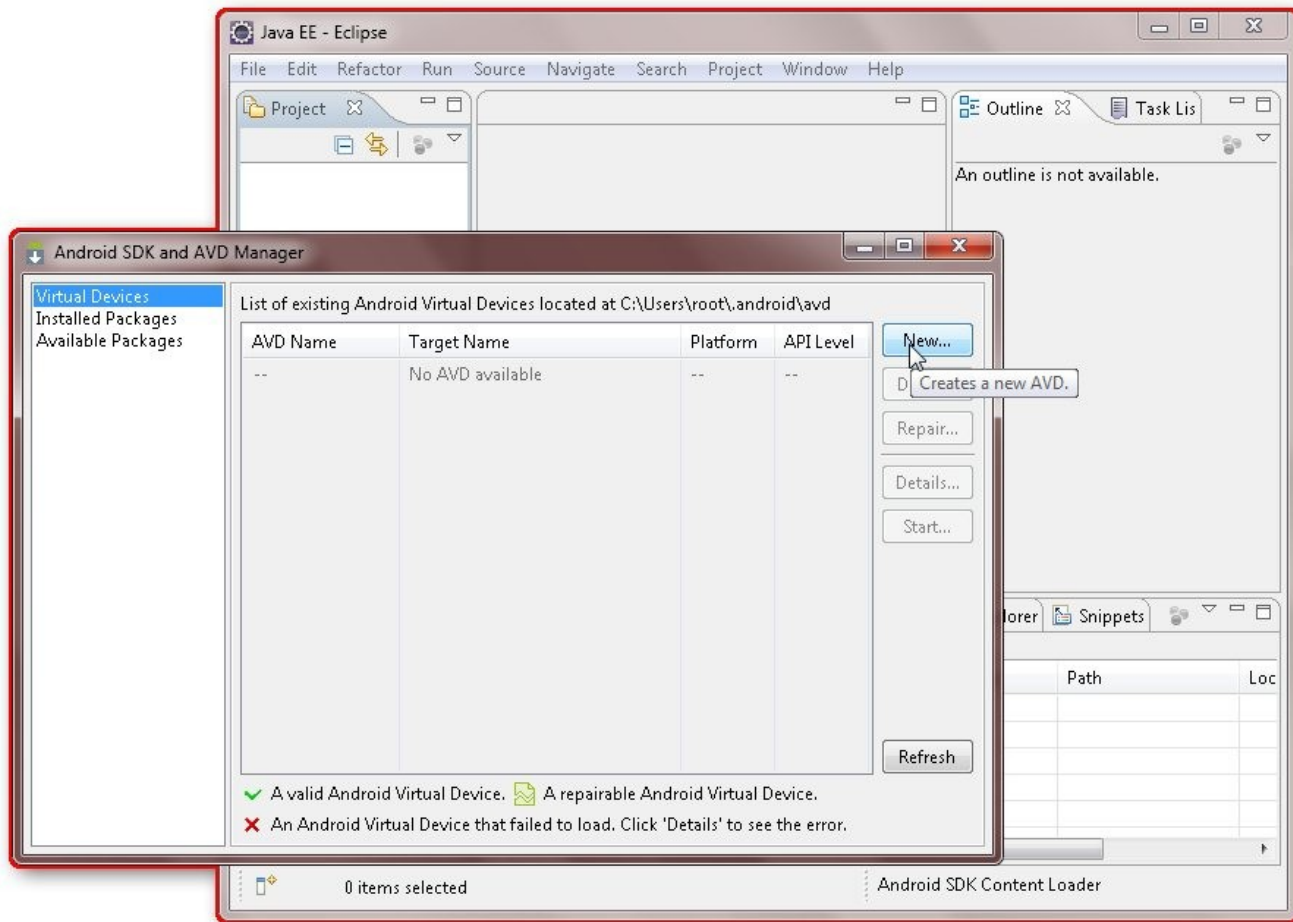 Java EE - Eclipse
File Edit Refactor Run Source Navigate Search Project Window Help
Project
Outline
Task Lis
An outline is not available.
Android SDK and AVD Manager
Virtual Devices
Installed Packages
Available Packages
List of existing Android Virtual Devices located at C:\Users\root\.android\avd
AVD Name Target Name Platform API Level
-- No AVD available -- --
New...
D
Creates a new AVD.
Repair...
Details...
Start...
Refresh
A valid Android Virtual Device. A repairable Android Virtual Device.
An Android Virtual Device that failed to load. Click 'Details' to see the error.
lorer Snippets
Path Loc
0 items selected
Android SDK Content Loader